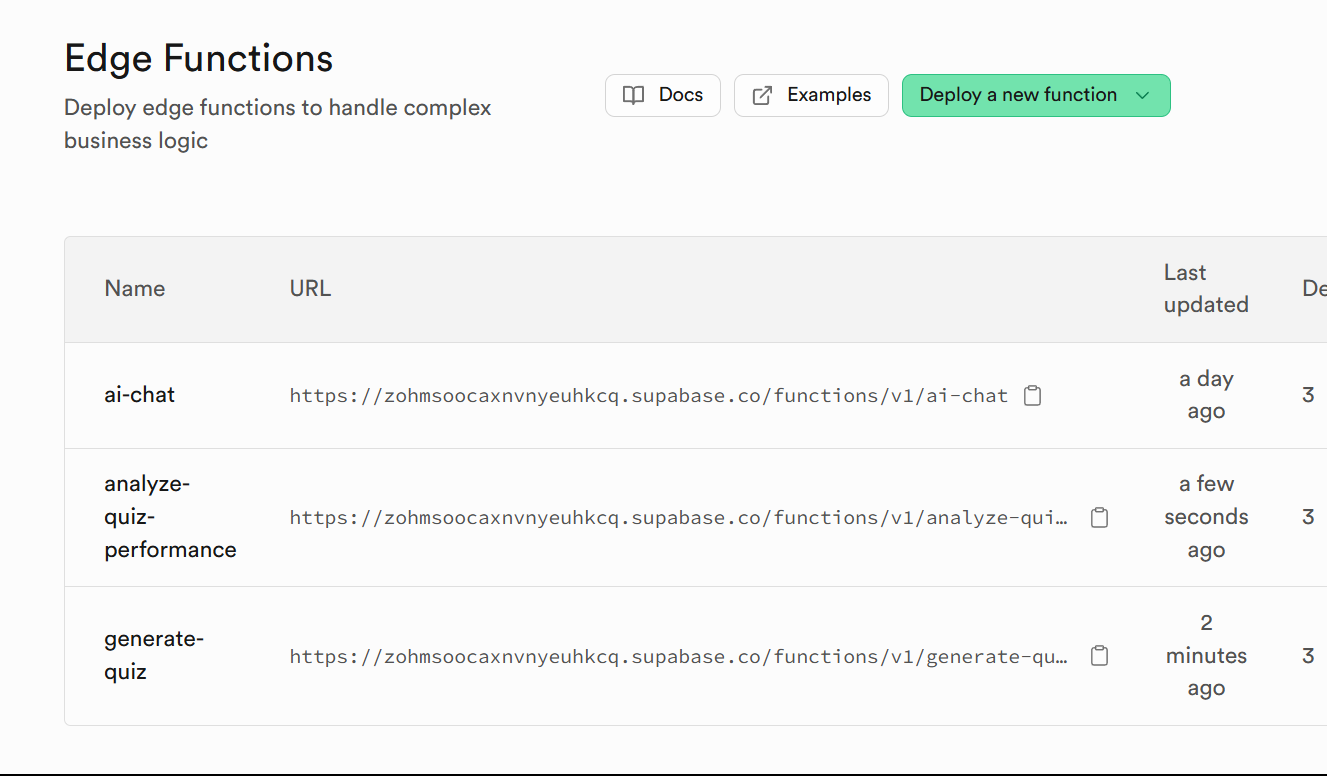 Edge Functions
Deploy edge functions to handle complex
business logic
Docs
Examples
Deploy a new function
Name
URL
Last
updated
De
ai-chat
https://zohmsoocaxnvnyeuhkcq.supabase.co/functions/v1/ai-chat
a day
ago
3
analyze-
quiz-
performance
https://zohmsoocaxnvnyeuhkcq.supabase.co/functions/v1/analyze-qui…
a few
seconds
ago
3
generate-
quiz
https://zohmsoocaxnvnyeuhkcq.supabase.co/functions/v1/generate-qu…
2
minutes
ago
3